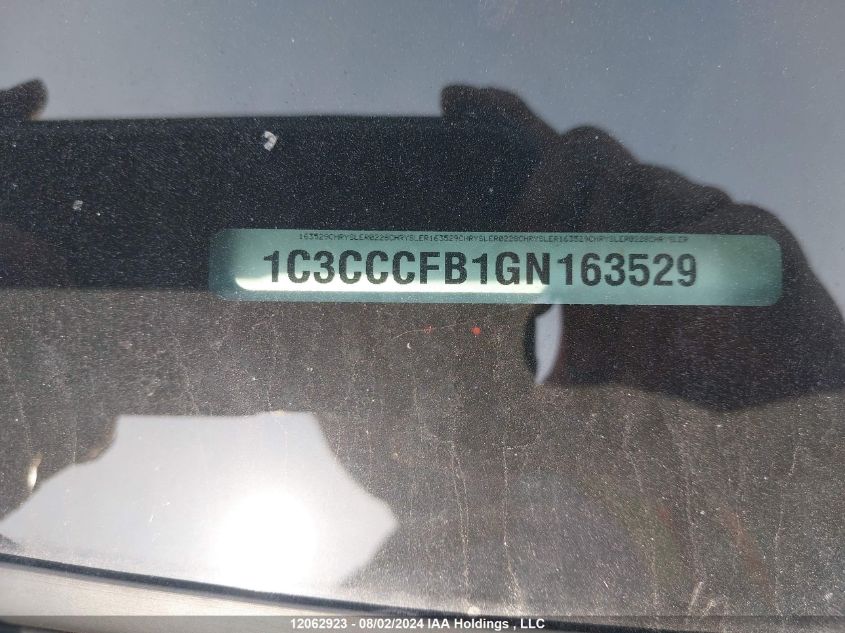 163529CHRYSLER0228CHRYSLER163529CHRYSLER0228CHRYSLER163529CHRYSLER0228CHRYSLER
1C3CCCFB1GN163529
12062923 - 08/02/2024 IAA Holdings , LLC